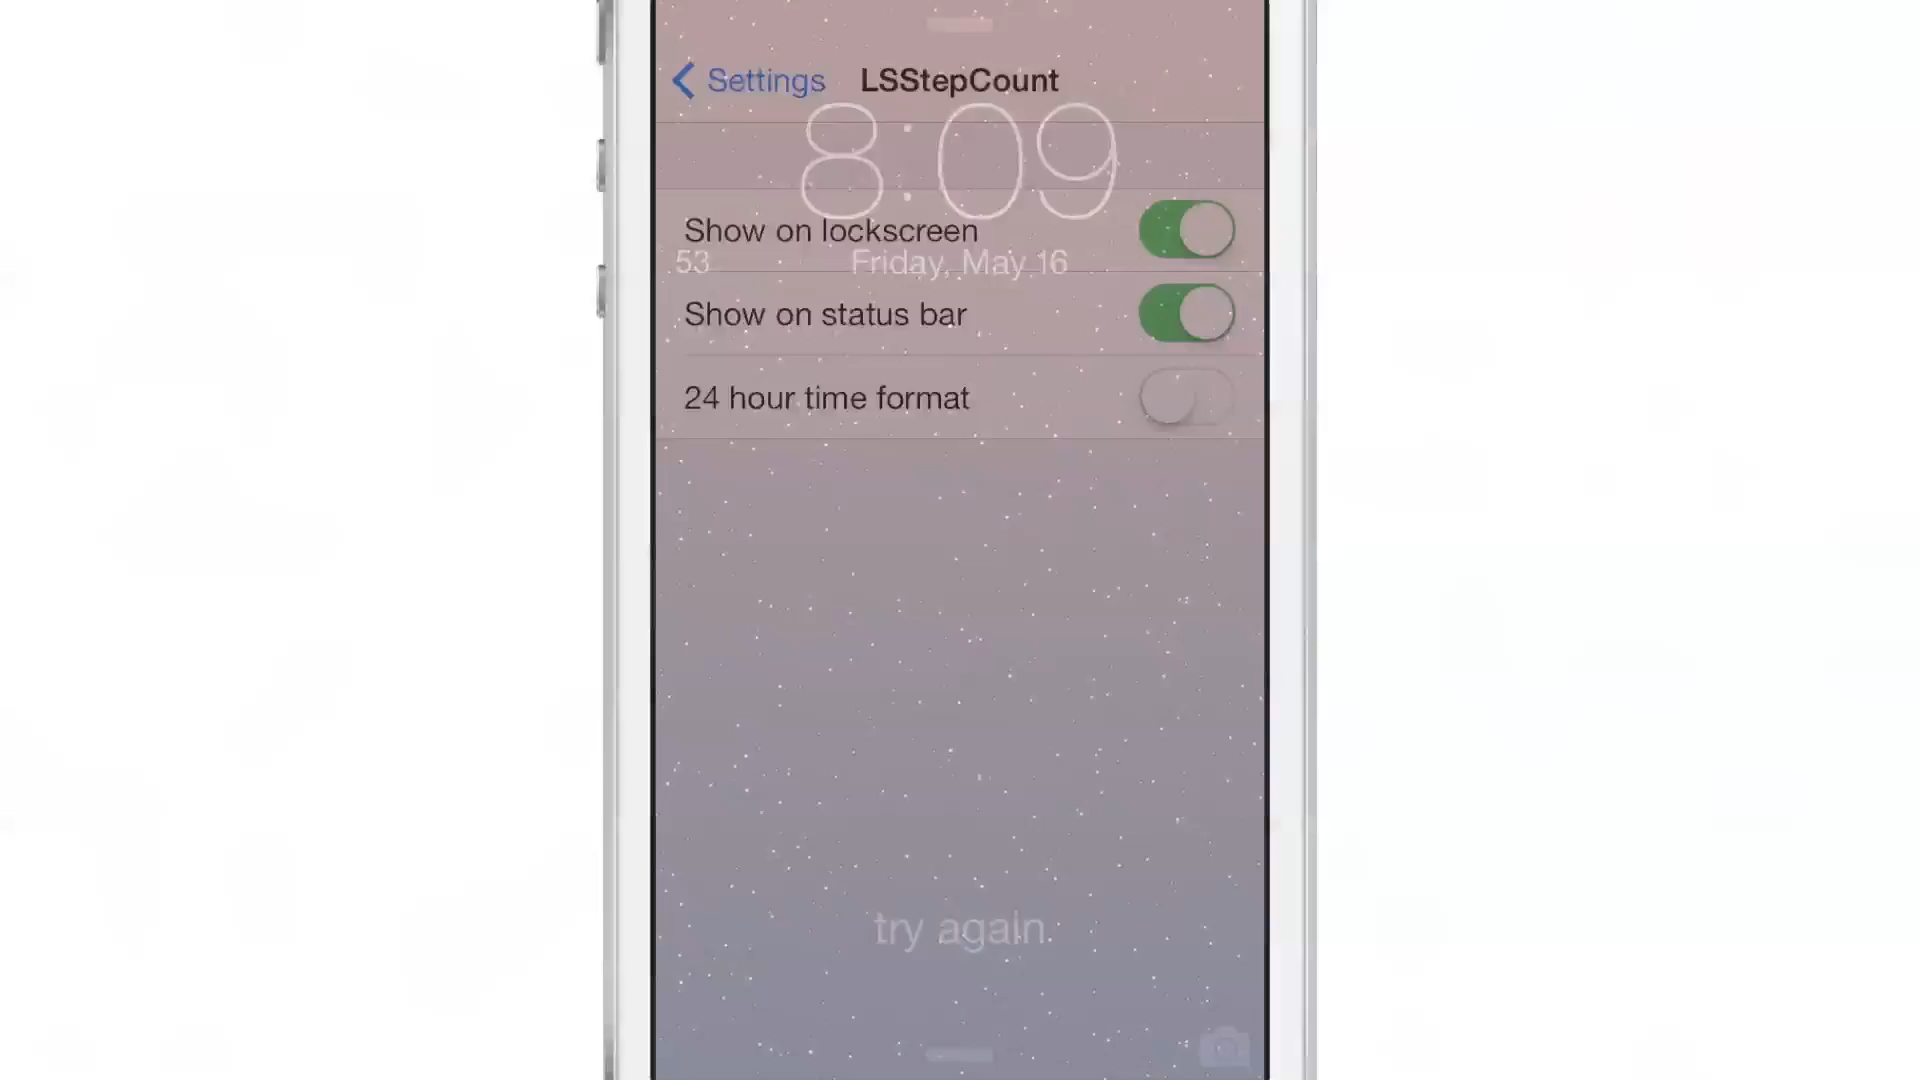 Settings LSStepCount
8:09
Show on lockscreen
53 Friday, May 16
Show on status bar
24 hour time format
try again